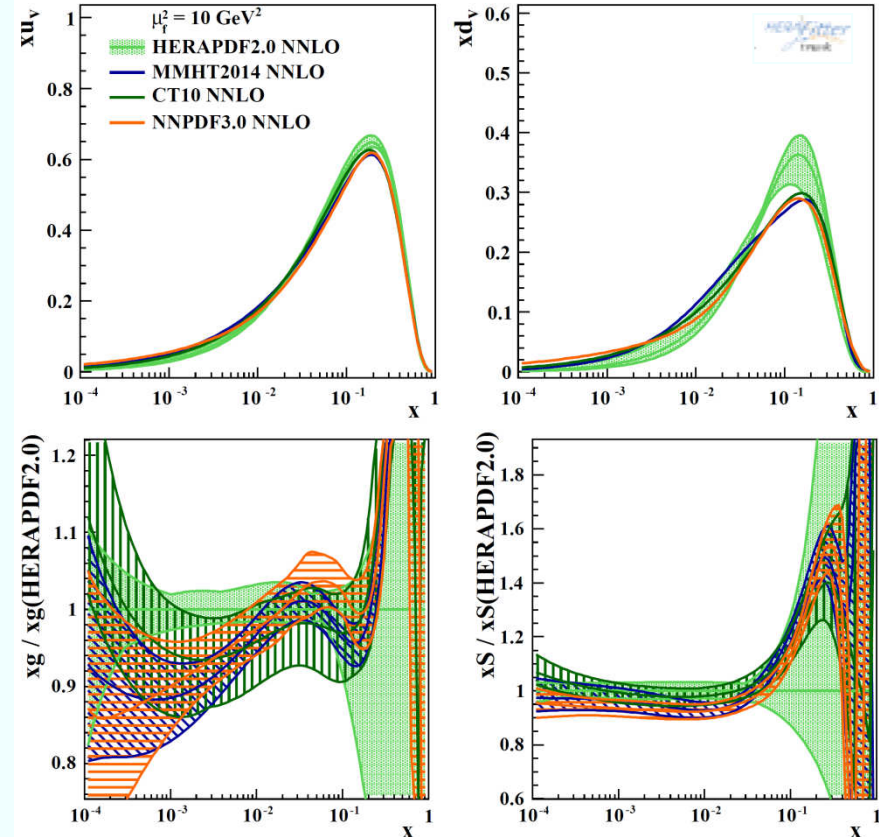 xu_v
1
0.8
0.6
0.4
0.2
0
μ_f² = 10 GeV²
HERAPDF2.0 NNLO
MMHT2014 NNLO
CT10 NNLO
NNPDF3.0 NNLO
10⁻⁴ 10⁻³ 10⁻² 10⁻¹ 1
x
xd_v
0.6
0.5
0.4
0.3
0.2
0.1
0
10⁻⁴ 10⁻³ 10⁻² 10⁻¹ 1
x
xg / xg(HERAPDF2.0)
1.2
1.1
1
0.9
0.8
10⁻⁴ 10⁻³ 10⁻² 10⁻¹ 1
x
xS / xS(HERAPDF2.0)
1.8
1.6
1.4
1.2
1
0.8
0.6
10⁻⁴ 10⁻³ 10⁻² 10⁻¹ 1
x